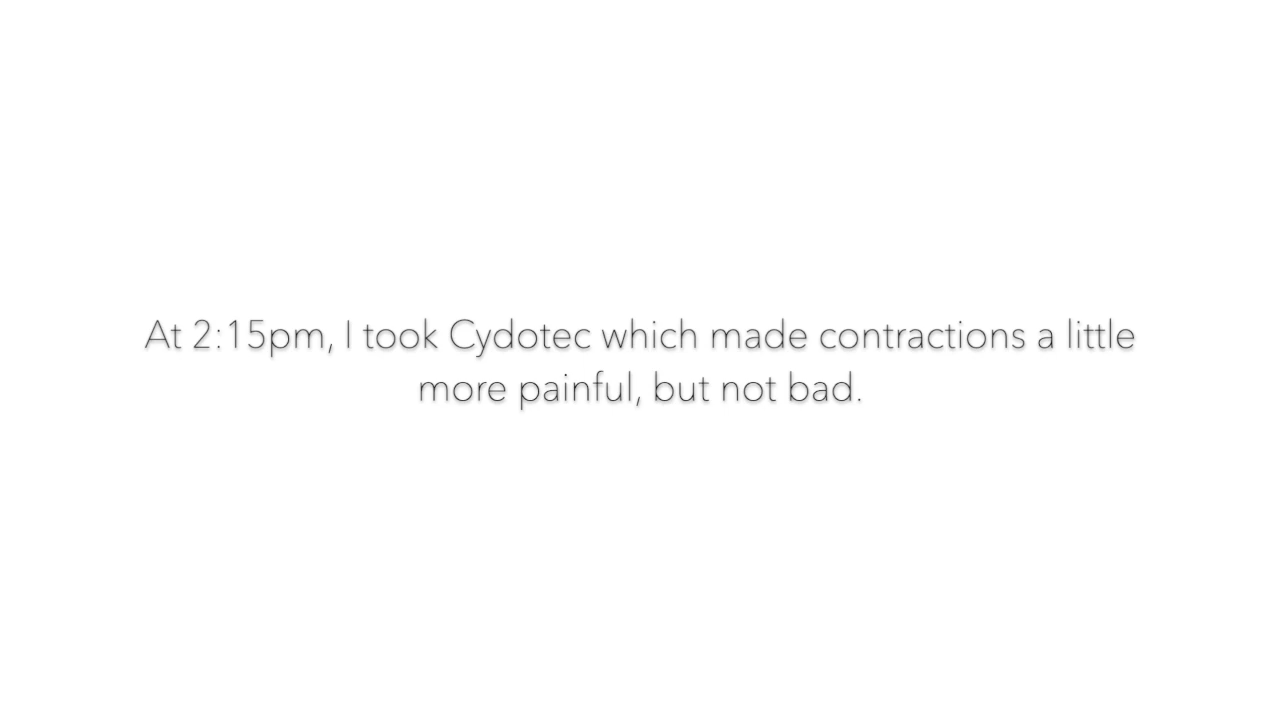 At 2:15pm, I took Cydotec which made contractions a little
more painful, but not bad.